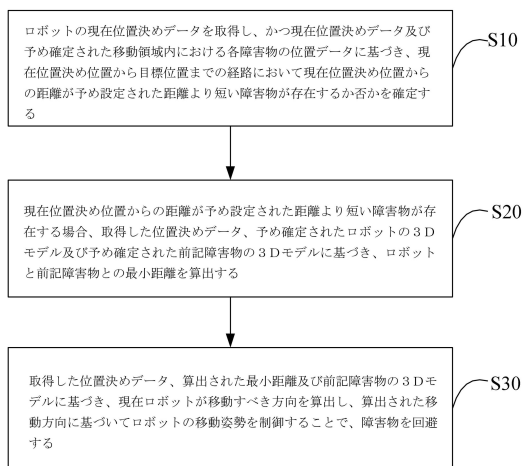 ロボットの現在位置決めデータを取得し、かつ現在位置決データ及び
予め確定された移動領域内における各障害物の位置データに基づき、現
在位置決め位置から目標位置までの経路において現在位置決め位置から
の距離が予め設定された距離より短い障害物が存在するか否かを確定す
る
S10
現在位置決め位置からの距離が予め設定された距離より短い障害物が存
在する場合、取得した位置決めデータ、予め確定されたロボットの３Ｄ
モデル及び予め確定された前記障害物の３Ｄモデルに基づき、ロボット
と前記障害物との最小距離を算出する
S20
取得した位置決めデータ、算出された最小距離及び前記障害物の３Ｄモ
デルに基づき、現在ロボットが移動すべき方向を算出し、算出された移
動方向に基づいてロボットの移動姿勢を制御することで、障害物を回避
する
S30